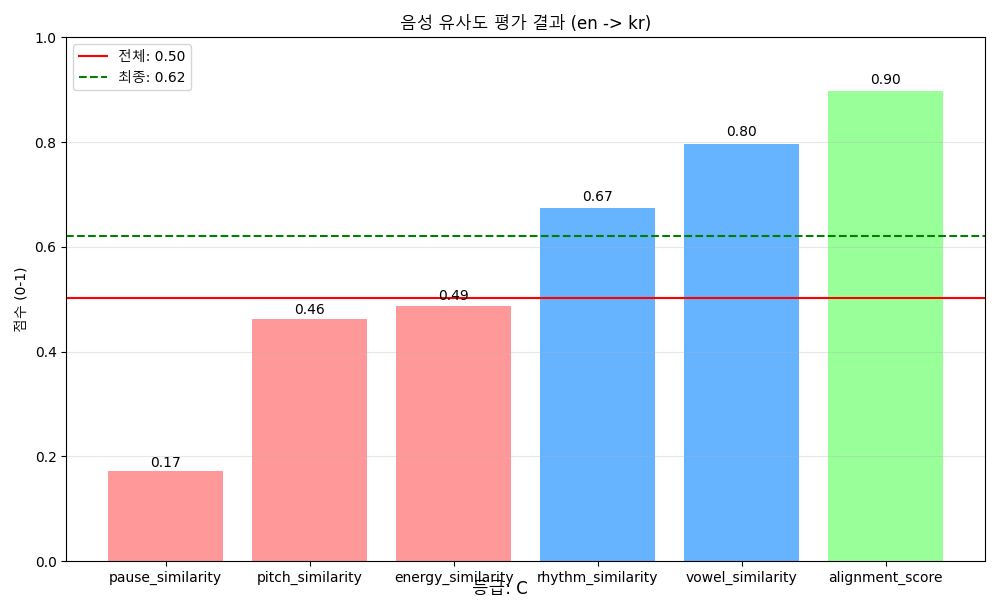 음성 유사도 평가 결과 (en -> kr)
전체: 0.50
최종: 0.62
점수 (0-1)
1.0
0.8
0.6
0.4
0.2
0.0
0.17
0.46
0.49
0.67
0.80
0.90
pause_similarity
pitch_similarity
energy_similarity
rhythm_similarity
vowel_similarity
alignment_score
등급: C